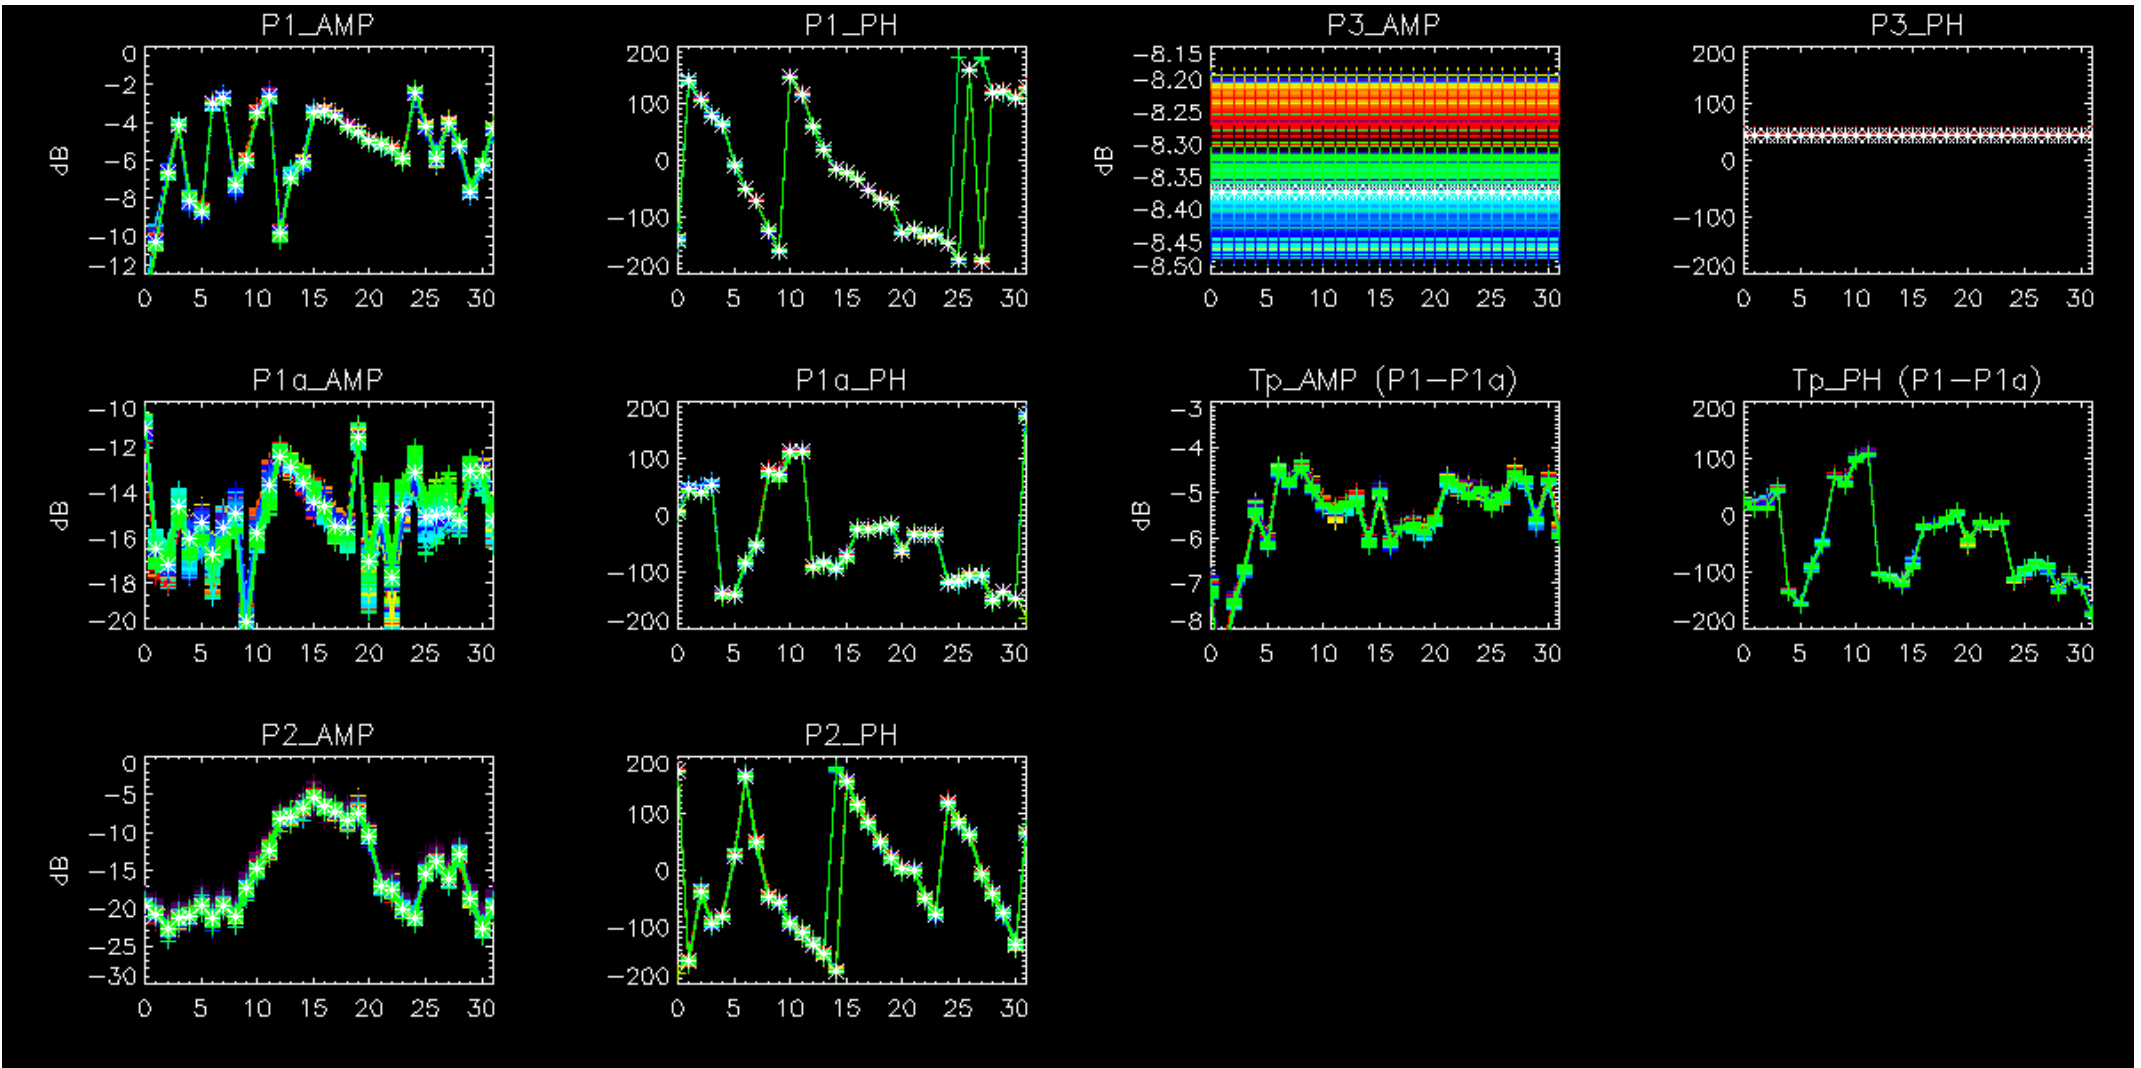 P1_AMP
P1_PH
P3_AMP
P3_PH
0
−2
−4
−6
−8
−10
−12
dB
0 5 10 15 20 25 30
200
100
0
−100
−200
0 5 10 15 20 25 30
−8.15
−8.20
−8.25
−8.30
−8.35
−8.40
−8.45
−8.50
dB
0 5 10 15 20 25 30
200
100
0
−100
−200
0 5 10 15 20 25 30
P1a_AMP
P1a_PH
Tp_AMP (P1−P1a)
Tp_PH (P1−P1a)
−10
−12
−14
−16
−18
−20
dB
0 5 10 15 20 25 30
200
100
0
−100
−200
0 5 10 15 20 25 30
−3
−4
−5
−6
−7
−8
dB
0 5 10 15 20 25 30
200
100
0
−100
−200
0 5 10 15 20 25 30
P2_AMP
P2_PH
0
−5
−10
−15
−20
−25
−30
dB
0 5 10 15 20 25 30
200
100
0
−100
−200
0 5 10 15 20 25 30